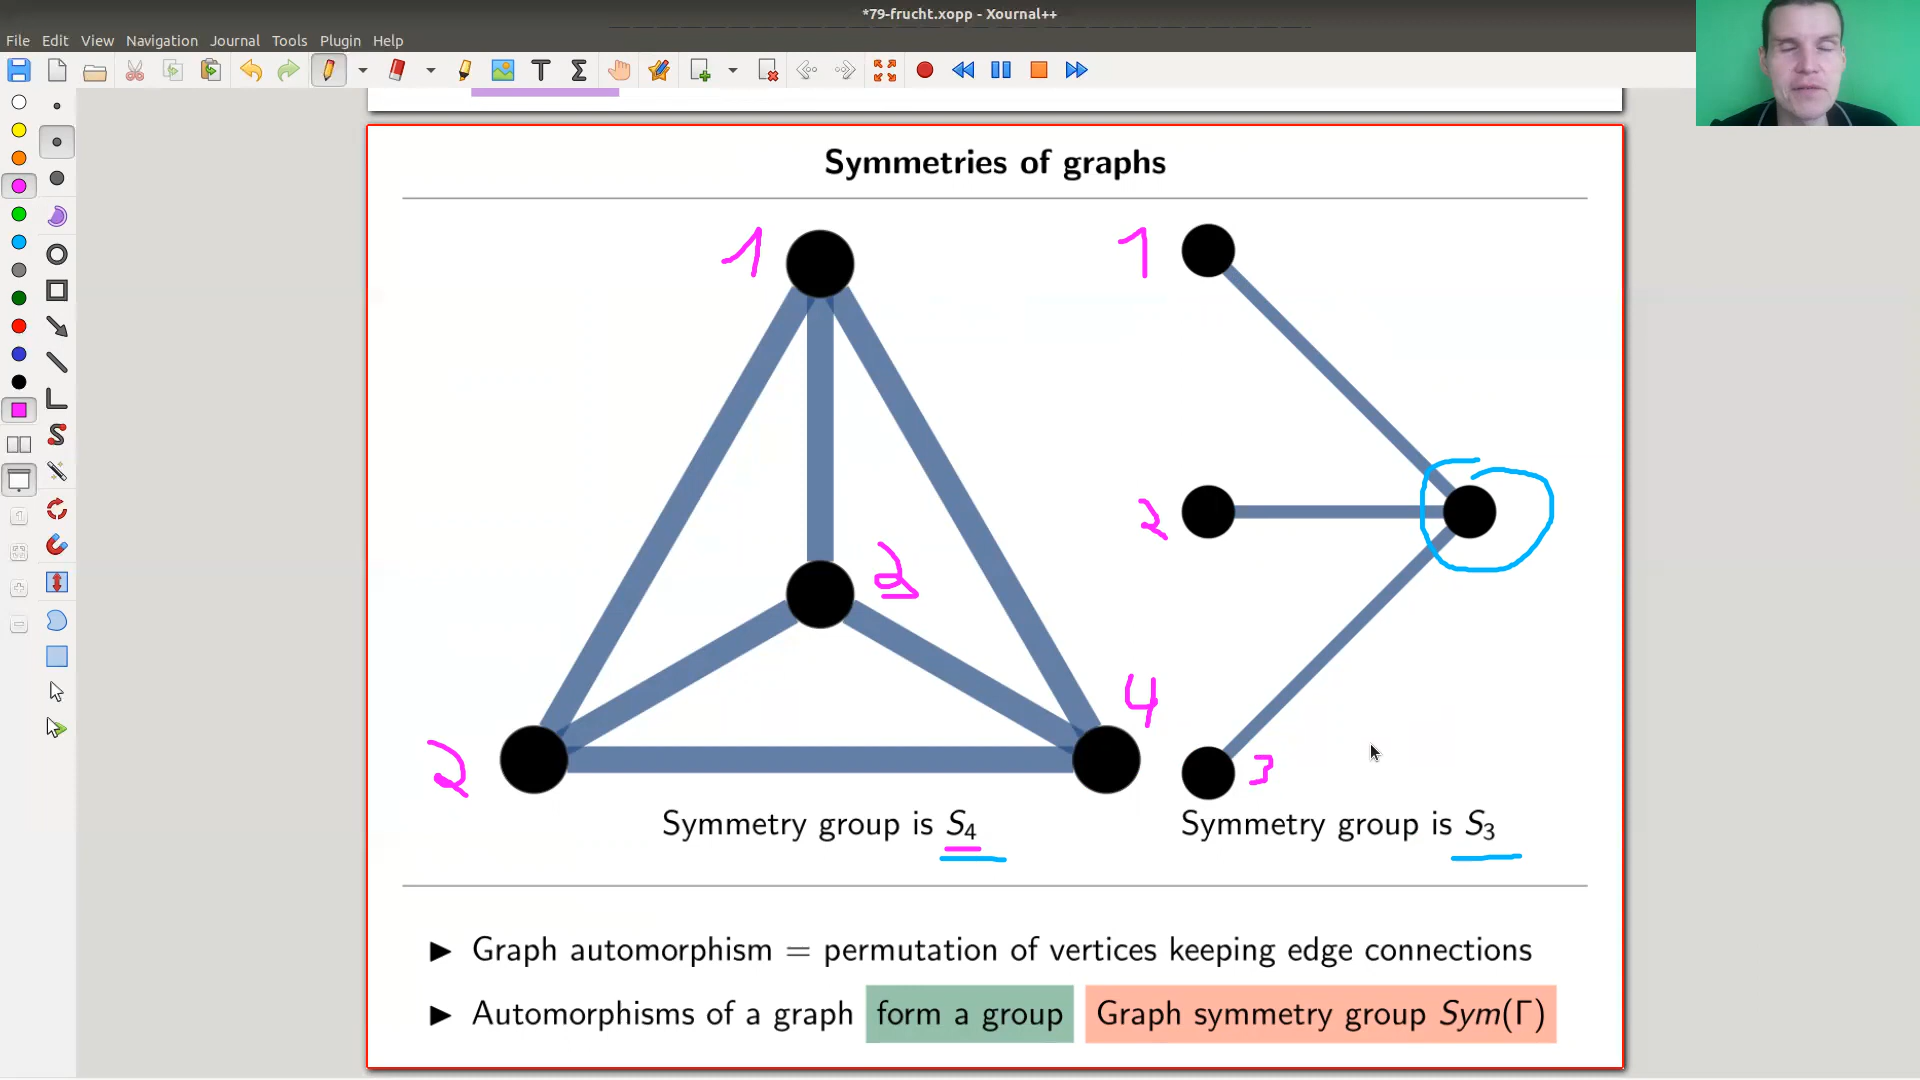 *79-frucht.xopp - Xournal++
File Edit View Navigation Journal Tools Plugin Help
Symmetries of graphs
1
1
2
2
4
2
3
Symmetry group is S₄
Symmetry group is S₃
▶ Graph automorphism = permutation of vertices keeping edge connections
▶ Automorphisms of a graph form a group Graph symmetry group Sym(Γ)